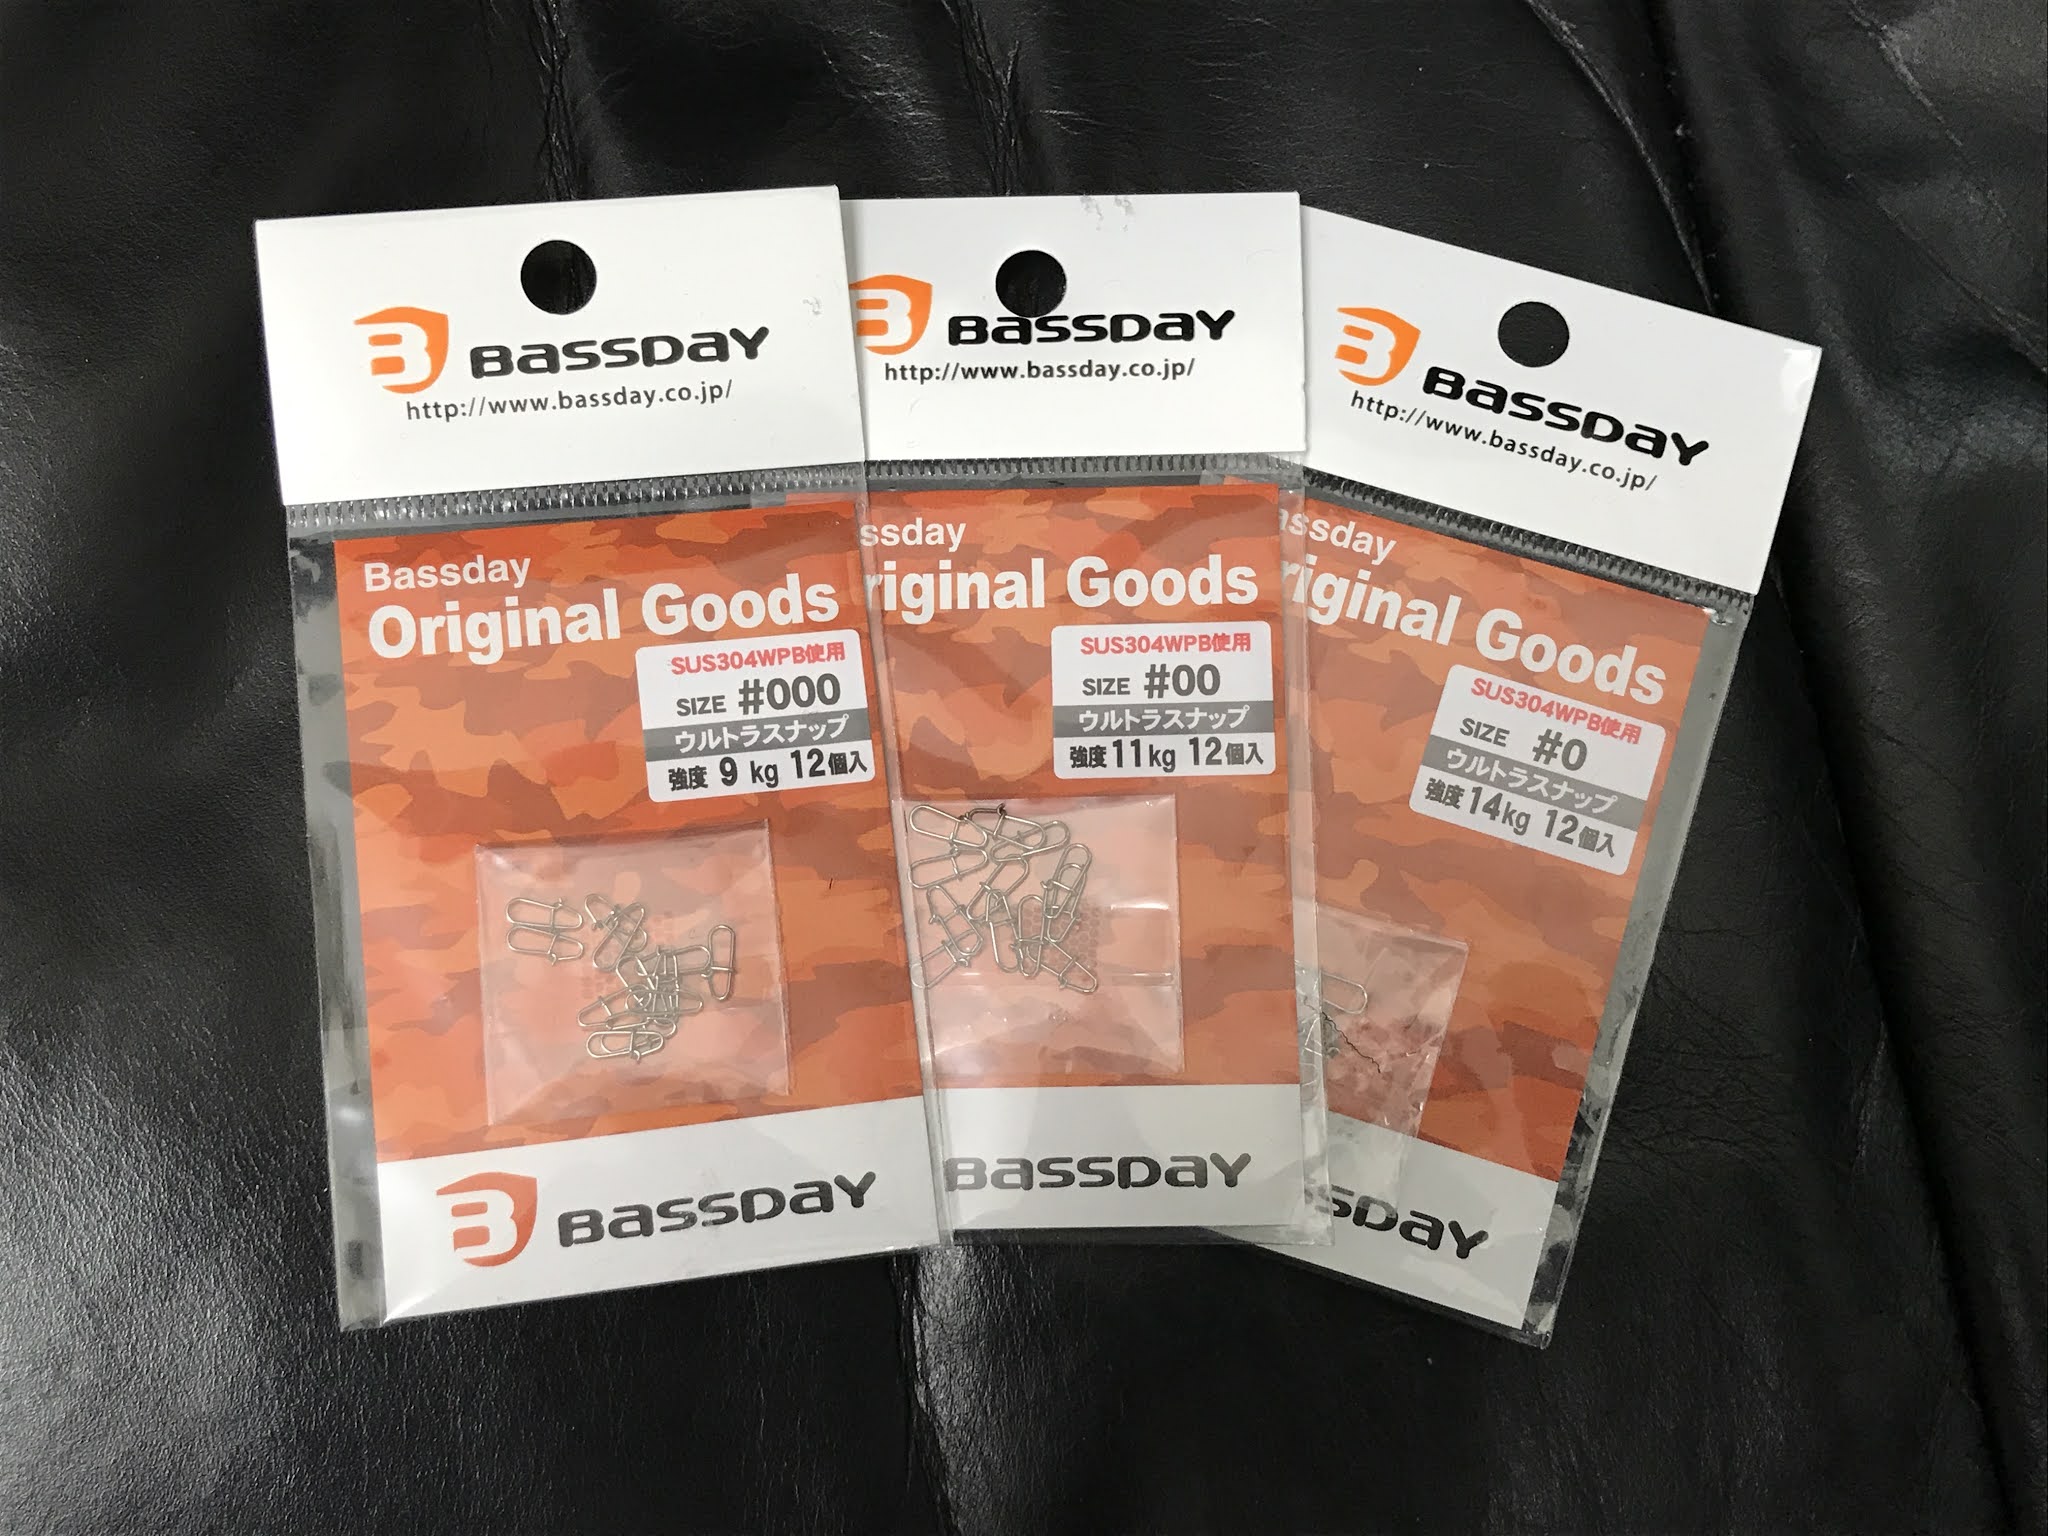 BASSDAY
http://www.bassday.co.jp/
Bassday
Original Goods
SUS304WPB使用
SIZE #000
ウルトラスナップ
強度 9 kg 12個入
BASSDAY
BASSDAY
http://www.bassday.co.jp/
ssday
riginal Goods
SUS304WPB使用
SIZE #00
ウルトラスナップ
強度 11kg 12個入
BASSDAY
BASSDAY
http://www.bassday.co.jp/
assday
riginal Goods
SUS304WPB使用
SIZE #0
ウルトラスナップ
強度 14kg 12個入
SSDAY